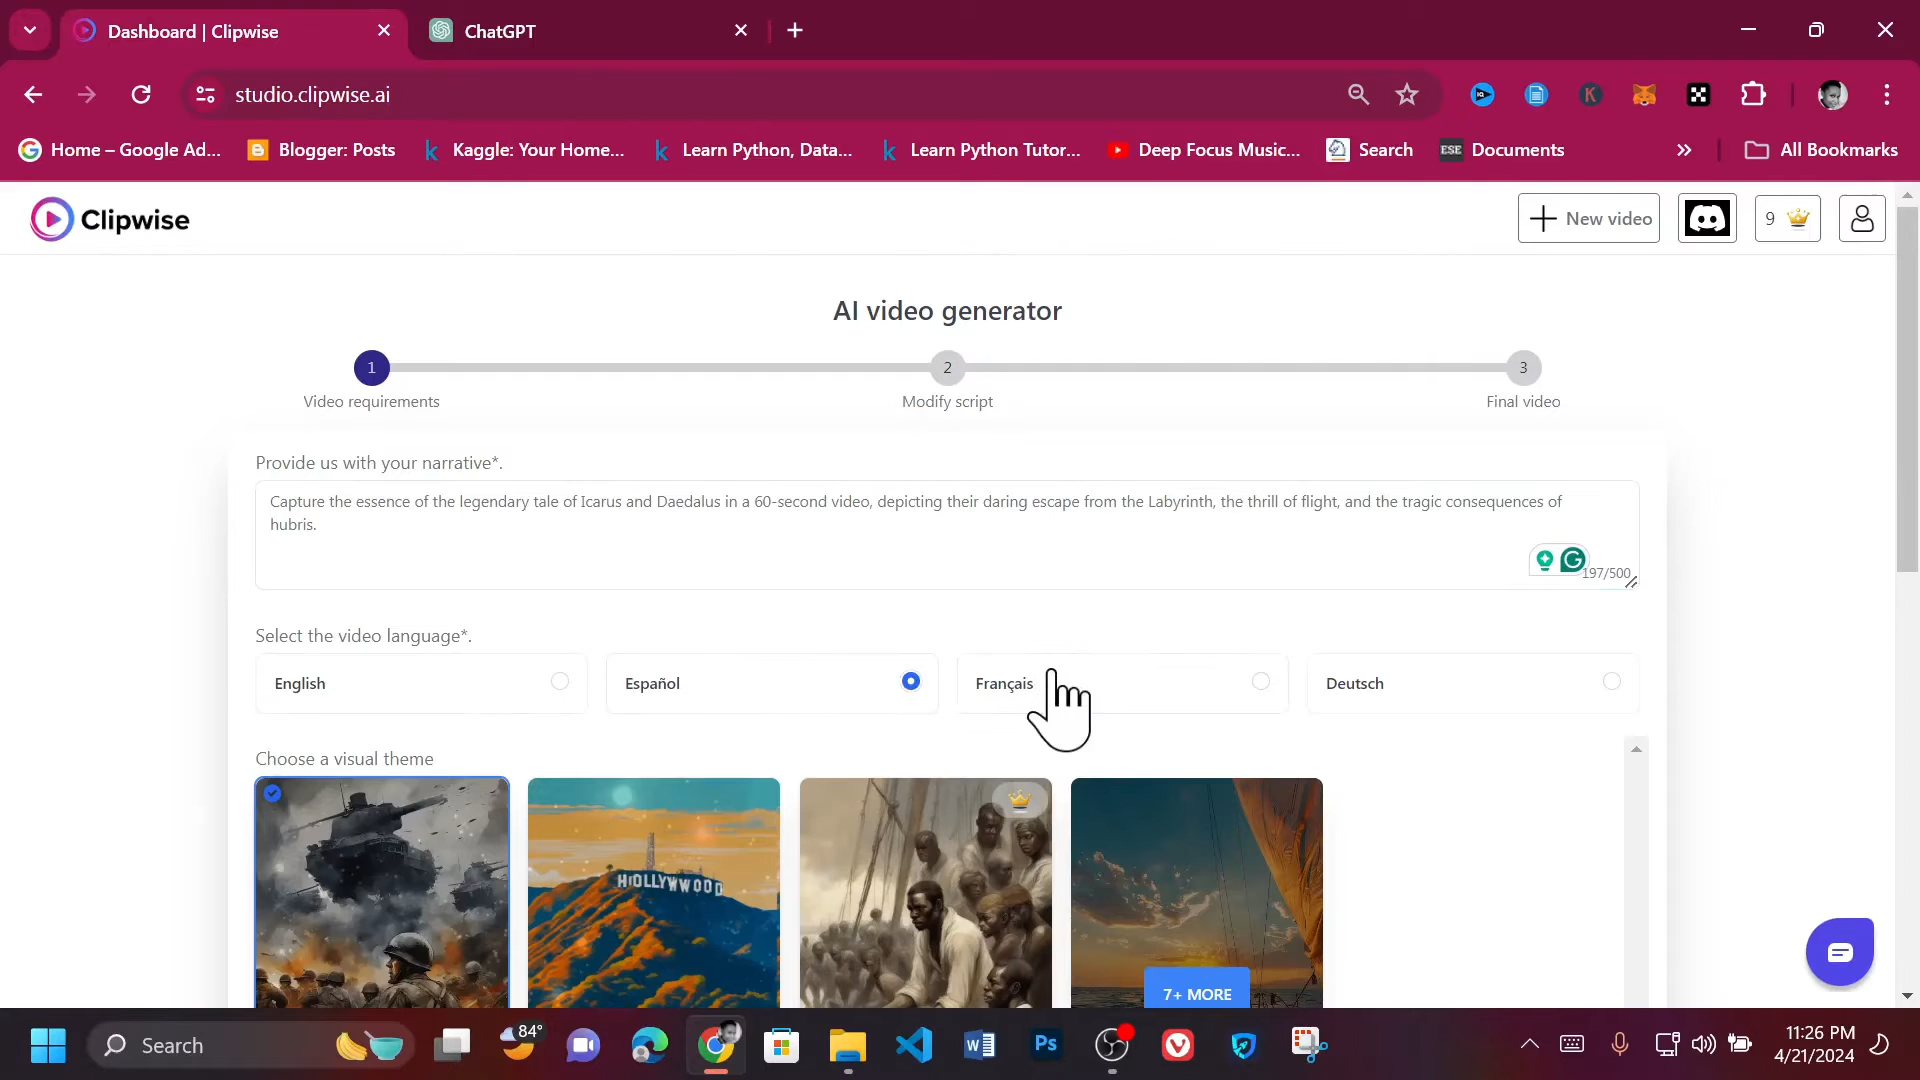 Dashboard | Clipwise
ChatGPT
studio.clipwise.ai
Home – Google Ad...
Blogger: Posts
Kaggle: Your Home...
Learn Python, Data...
Learn Python Tutor...
Deep Focus Music...
Search
ESE Documents
All Bookmarks
Clipwise
New video
9
AI video generator
1
2
3
Video requirements
Modify script
Final video
Provide us with your narrative*.
Capture the essence of the legendary tale of Icarus and Daedalus in a 60-second video, depicting their daring escape from the Labyrinth, the thrill of flight, and the tragic consequences of
hubris.
197/500
Select the video language*.
English
Español
Français
Deutsch
Choose a visual theme
HIOLLYWWOOD
7+ MORE
Search
84°
Ps
11:26 PM
4/21/2024